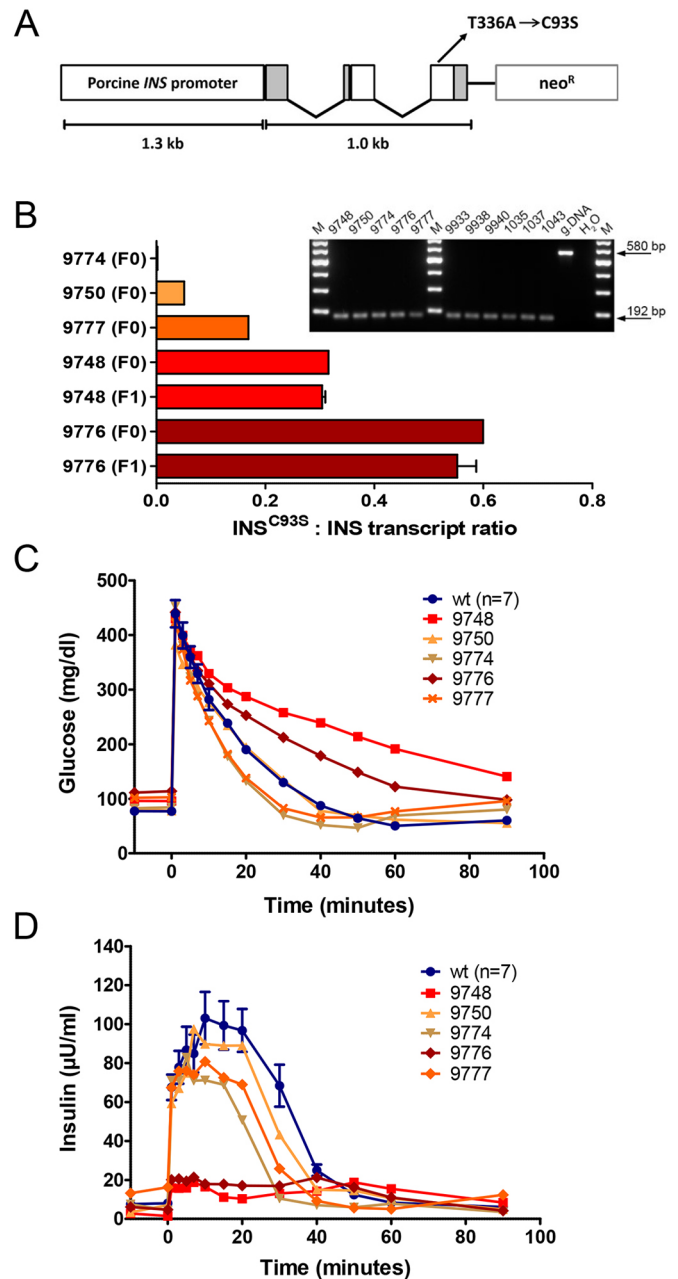 A
T336A→C93S
Porcine INS promoter
neoR
1.3 kb
1.0 kb
B
M 9748 9750 9774 9776 9777 M 9933 9938 9940 1035 1037 1043 g.DNA H2O M
580 bp
192 bp
9774 (F0)
9750 (F0)
9777 (F0)
9748 (F0)
9748 (F1)
9776 (F0)
9776 (F1)
0.0 0.2 0.4 0.6 0.8
INSC93S : INS transcript ratio
C
500
400
300
200
100
0
Glucose (mg/dl)
wt (n=7)
9748
9750
9774
9776
9777
0 20 40 60 80 100
Time (minutes)
D
140
120
100
80
60
40
20
0
Insulin (µU/ml)
wt (n=7)
9748
9750
9774
9776
9777
0 20 40 60 80 100
Time (minutes)